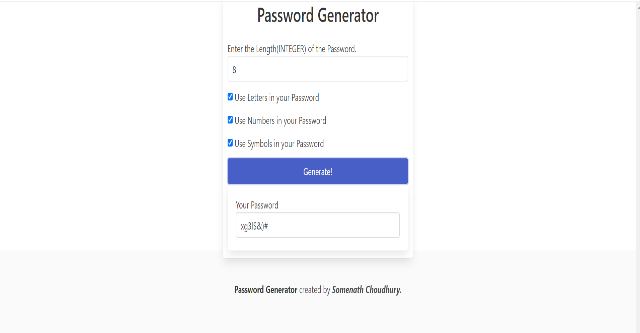 Password Generator
Enter the Length(INTEGER) of the Password.
8
Use Letters in your Password
Use Numbers in your Password
Use Symbols in your Password
Generate!
Your Password
Password Generator created by Somenath Choudhury.